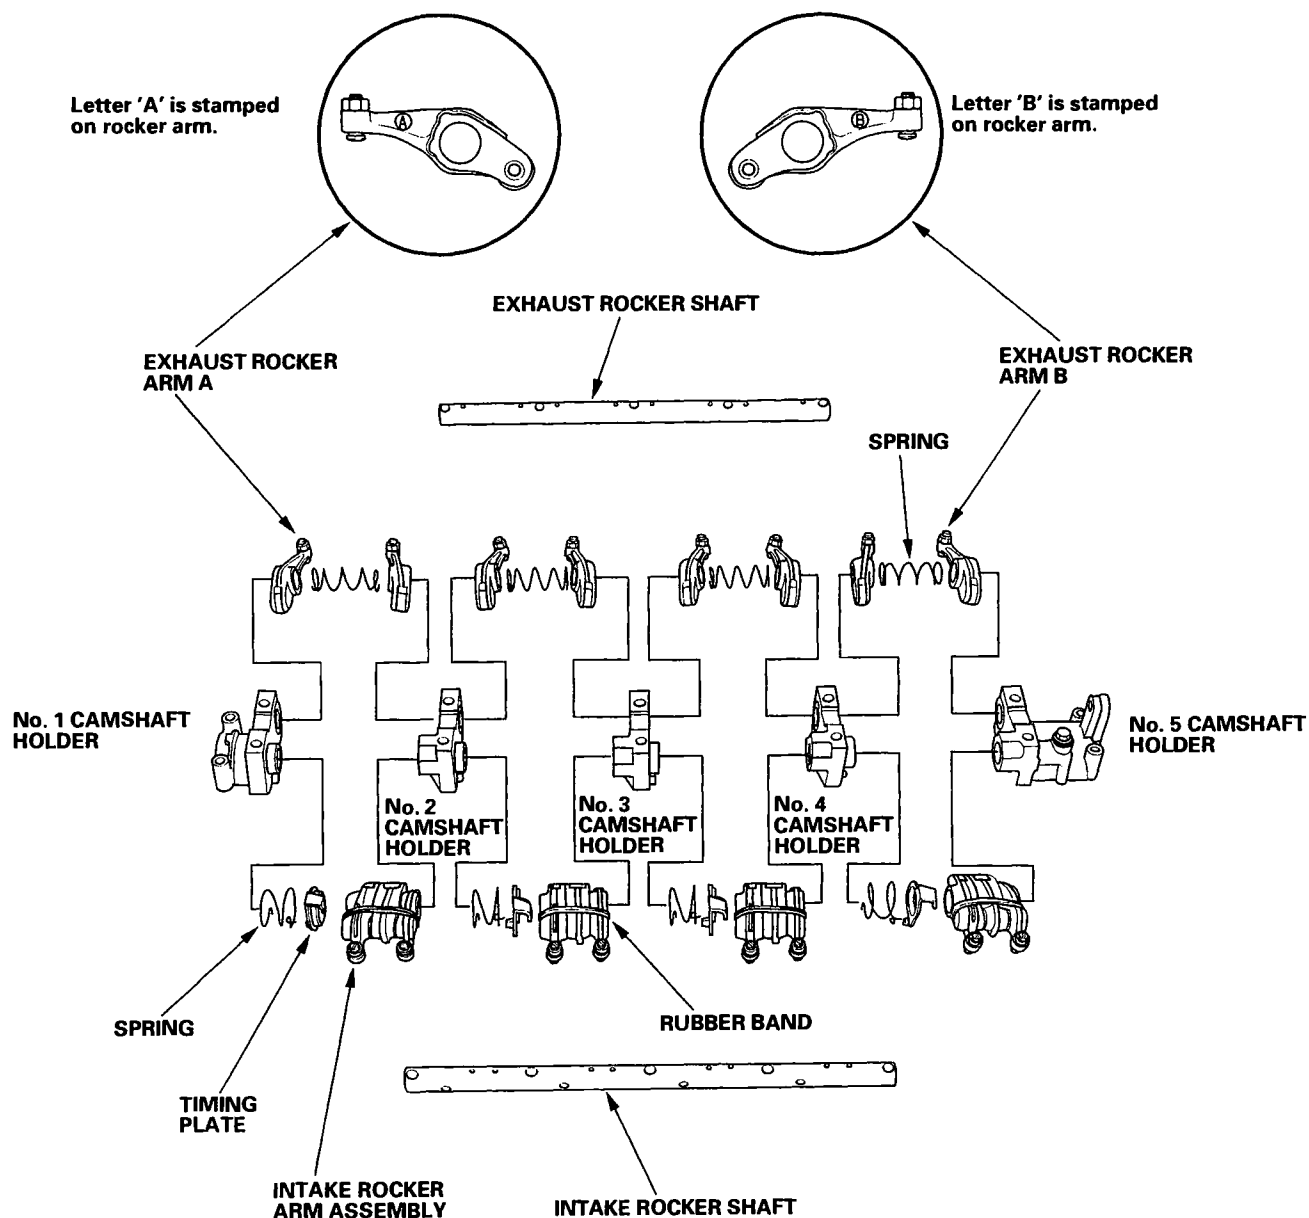 Letter 'A' is stamped
on rocker arm.
A
B
Letter 'B' is stamped
on rocker arm.
EXHAUST ROCKER SHAFT
EXHAUST ROCKER
ARM A
EXHAUST ROCKER
ARM B
SPRING
No. 1 CAMSHAFT
HOLDER
No. 5 CAMSHAFT
HOLDER
No. 2
CAMSHAFT
HOLDER
No. 3
CAMSHAFT
HOLDER
No. 4
CAMSHAFT
HOLDER
SPRING
RUBBER BAND
TIMING
PLATE
INTAKE ROCKER
ARM ASSEMBLY
INTAKE ROCKER SHAFT